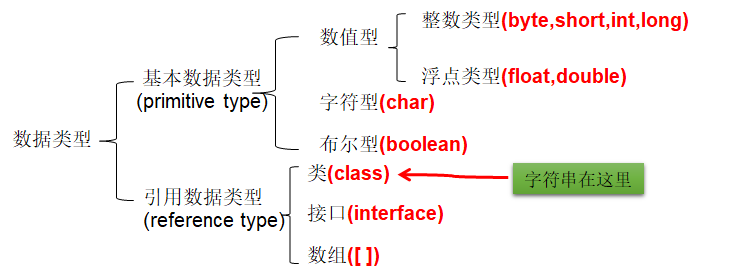 整数类型(byte,short,int,long)
数值型
浮点类型(float,double)
基本数据类型
(primitive type)
字符型(char)
数据类型
布尔型(boolean)
类(class)
字符串在这里
引用数据类型
(reference type)
接口(interface)
数组([ ])